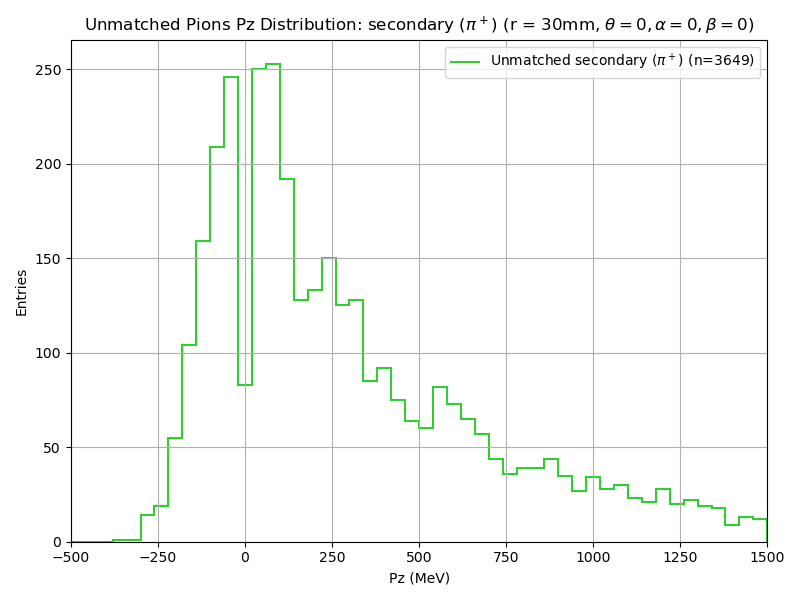 Unmatched Pions Pz Distribution: secondary (π⁺) (r = 30mm, θ = 0, α = 0, β = 0)
Unmatched secondary (π⁺) (n=3649)
250
200
150
100
50
0
Entries
−500 −250 0 250 500 750 1000 1250 1500
Pz (MeV)